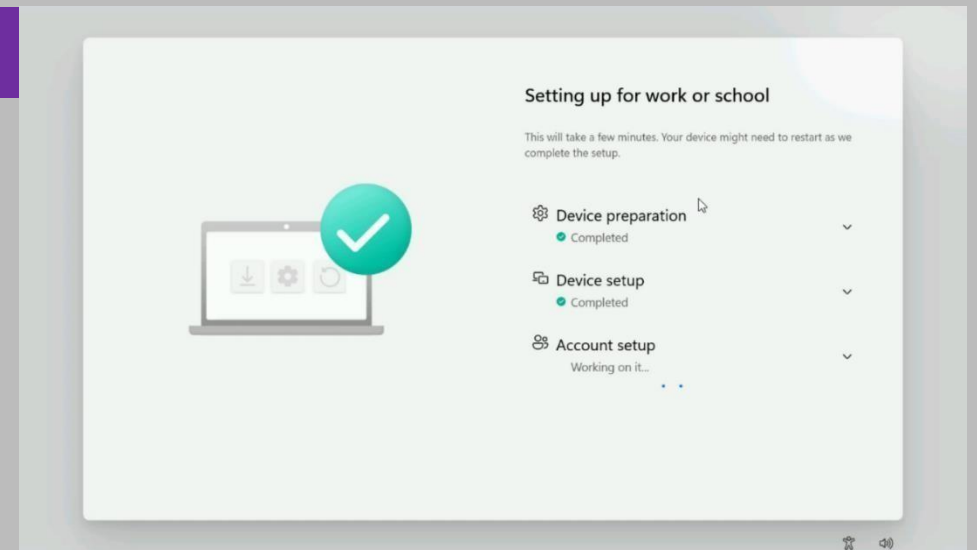 Setting up for work or school
This will take a few minutes. Your device might need to restart as we
complete the setup.
Device preparation
Completed
Device setup
Completed
Account setup
Working on it...